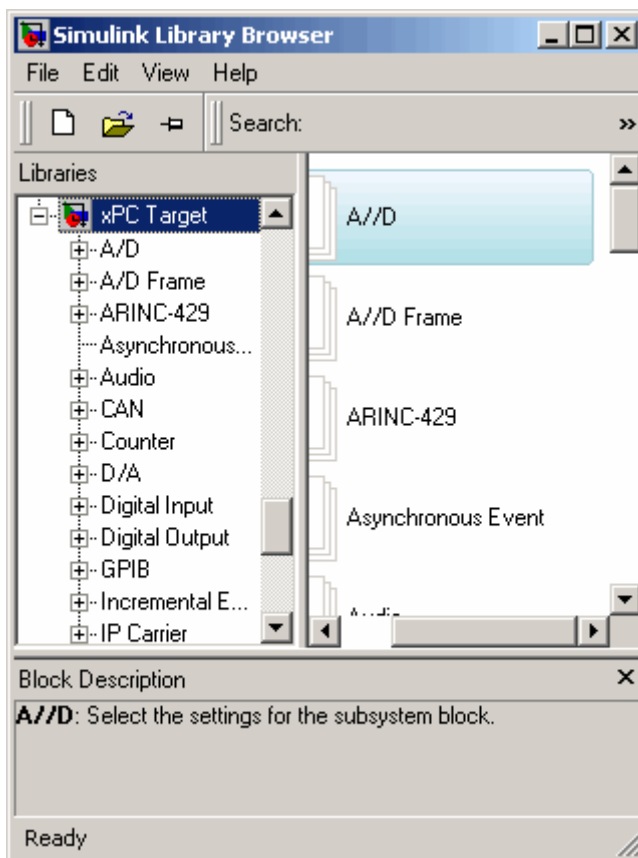 Simulink Library Browser
File Edit View Help
Search: »
Libraries
xPC Target
A/D
A/D Frame
ARINC-429
Asynchronous...
Audio
CAN
Counter
D/A
Digital Input
Digital Output
GPIB
Incremental E...
IP Carrier
A//D
A//D Frame
ARINC-429
Asynchronous Event
Audio
Block Description
A//D: Select the settings for the subsystem block.
Ready